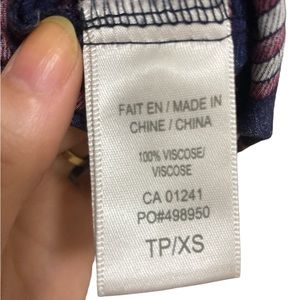 FAIT EN / MADE IN
CHINE / CHINA
100% VISCOSE/
VISCOSE
CA 01241
PO#498950
TP/XS